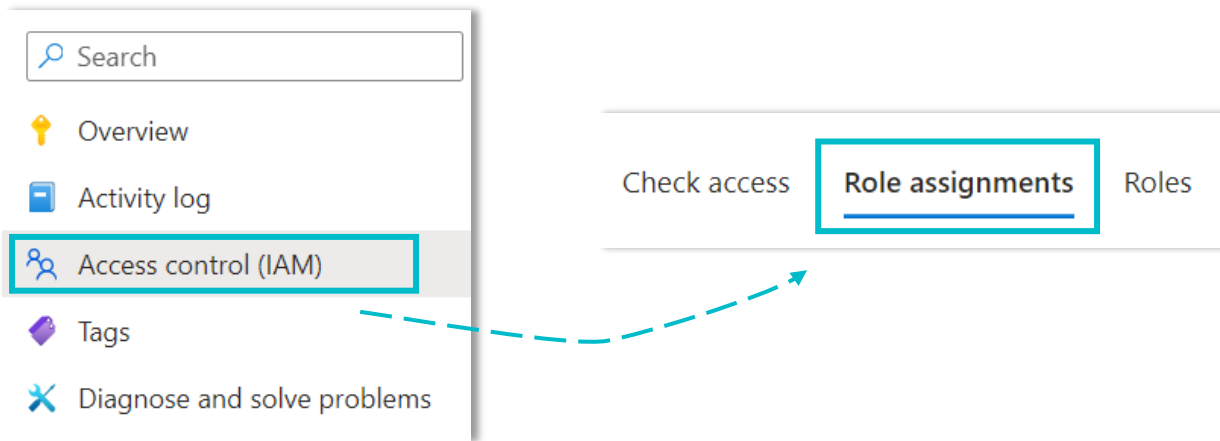 Search
Overview
Activity log
Access control (IAM)
Tags
Diagnose and solve problems
Check access
Role assignments
Roles